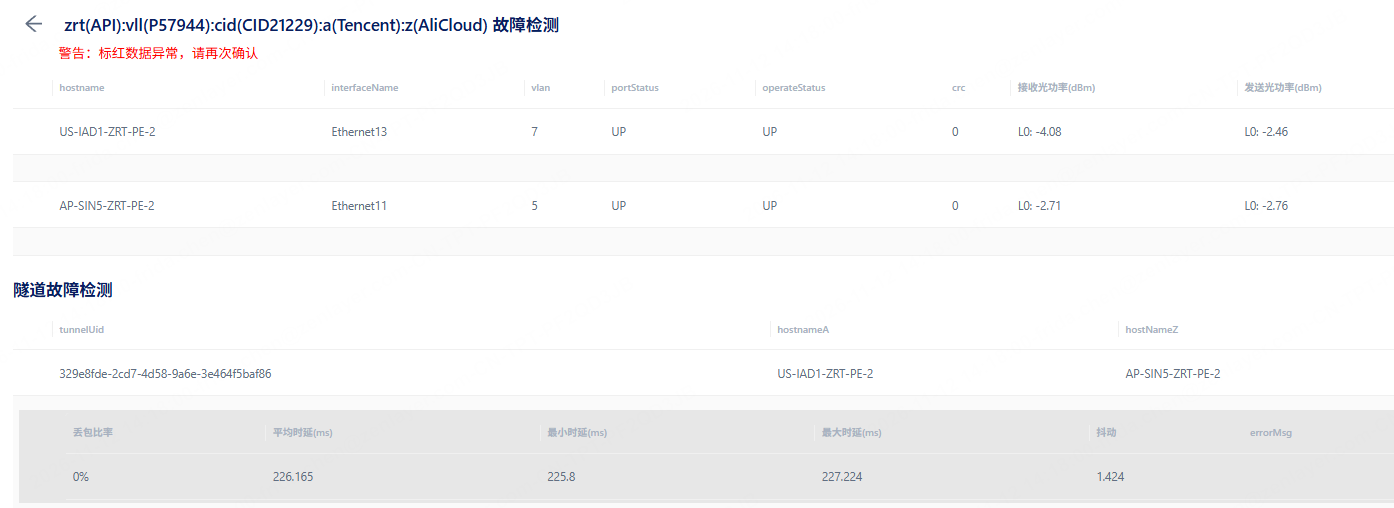 zrt(API):vll(P57944):cid(CID21229):a(Tencent):z(AliCloud) 故障检测
警告：标红数据异常，请再次确认
hostname interfaceName vlan portStatus operateStatus crc 接收光功率(dBm) 发送光功率(dBm)
US-IAD1-ZRT-PE-2 Ethernet13 7 UP UP 0 L0: -4.08 L0: -2.46
AP-SIN5-ZRT-PE-2 Ethernet11 5 UP UP 0 L0: -2.71 L0: -2.76
隧道故障检测
tunnelUid hostnameA hostNameZ
329e8fde-2cd7-4d58-9a6e-3e464f5baf86 US-IAD1-ZRT-PE-2 AP-SIN5-ZRT-PE-2
丢包比率 平均时延(ms) 最小时延(ms) 最大时延(ms) 抖动 errorMsg
0% 226.165 225.8 227.224 1.424